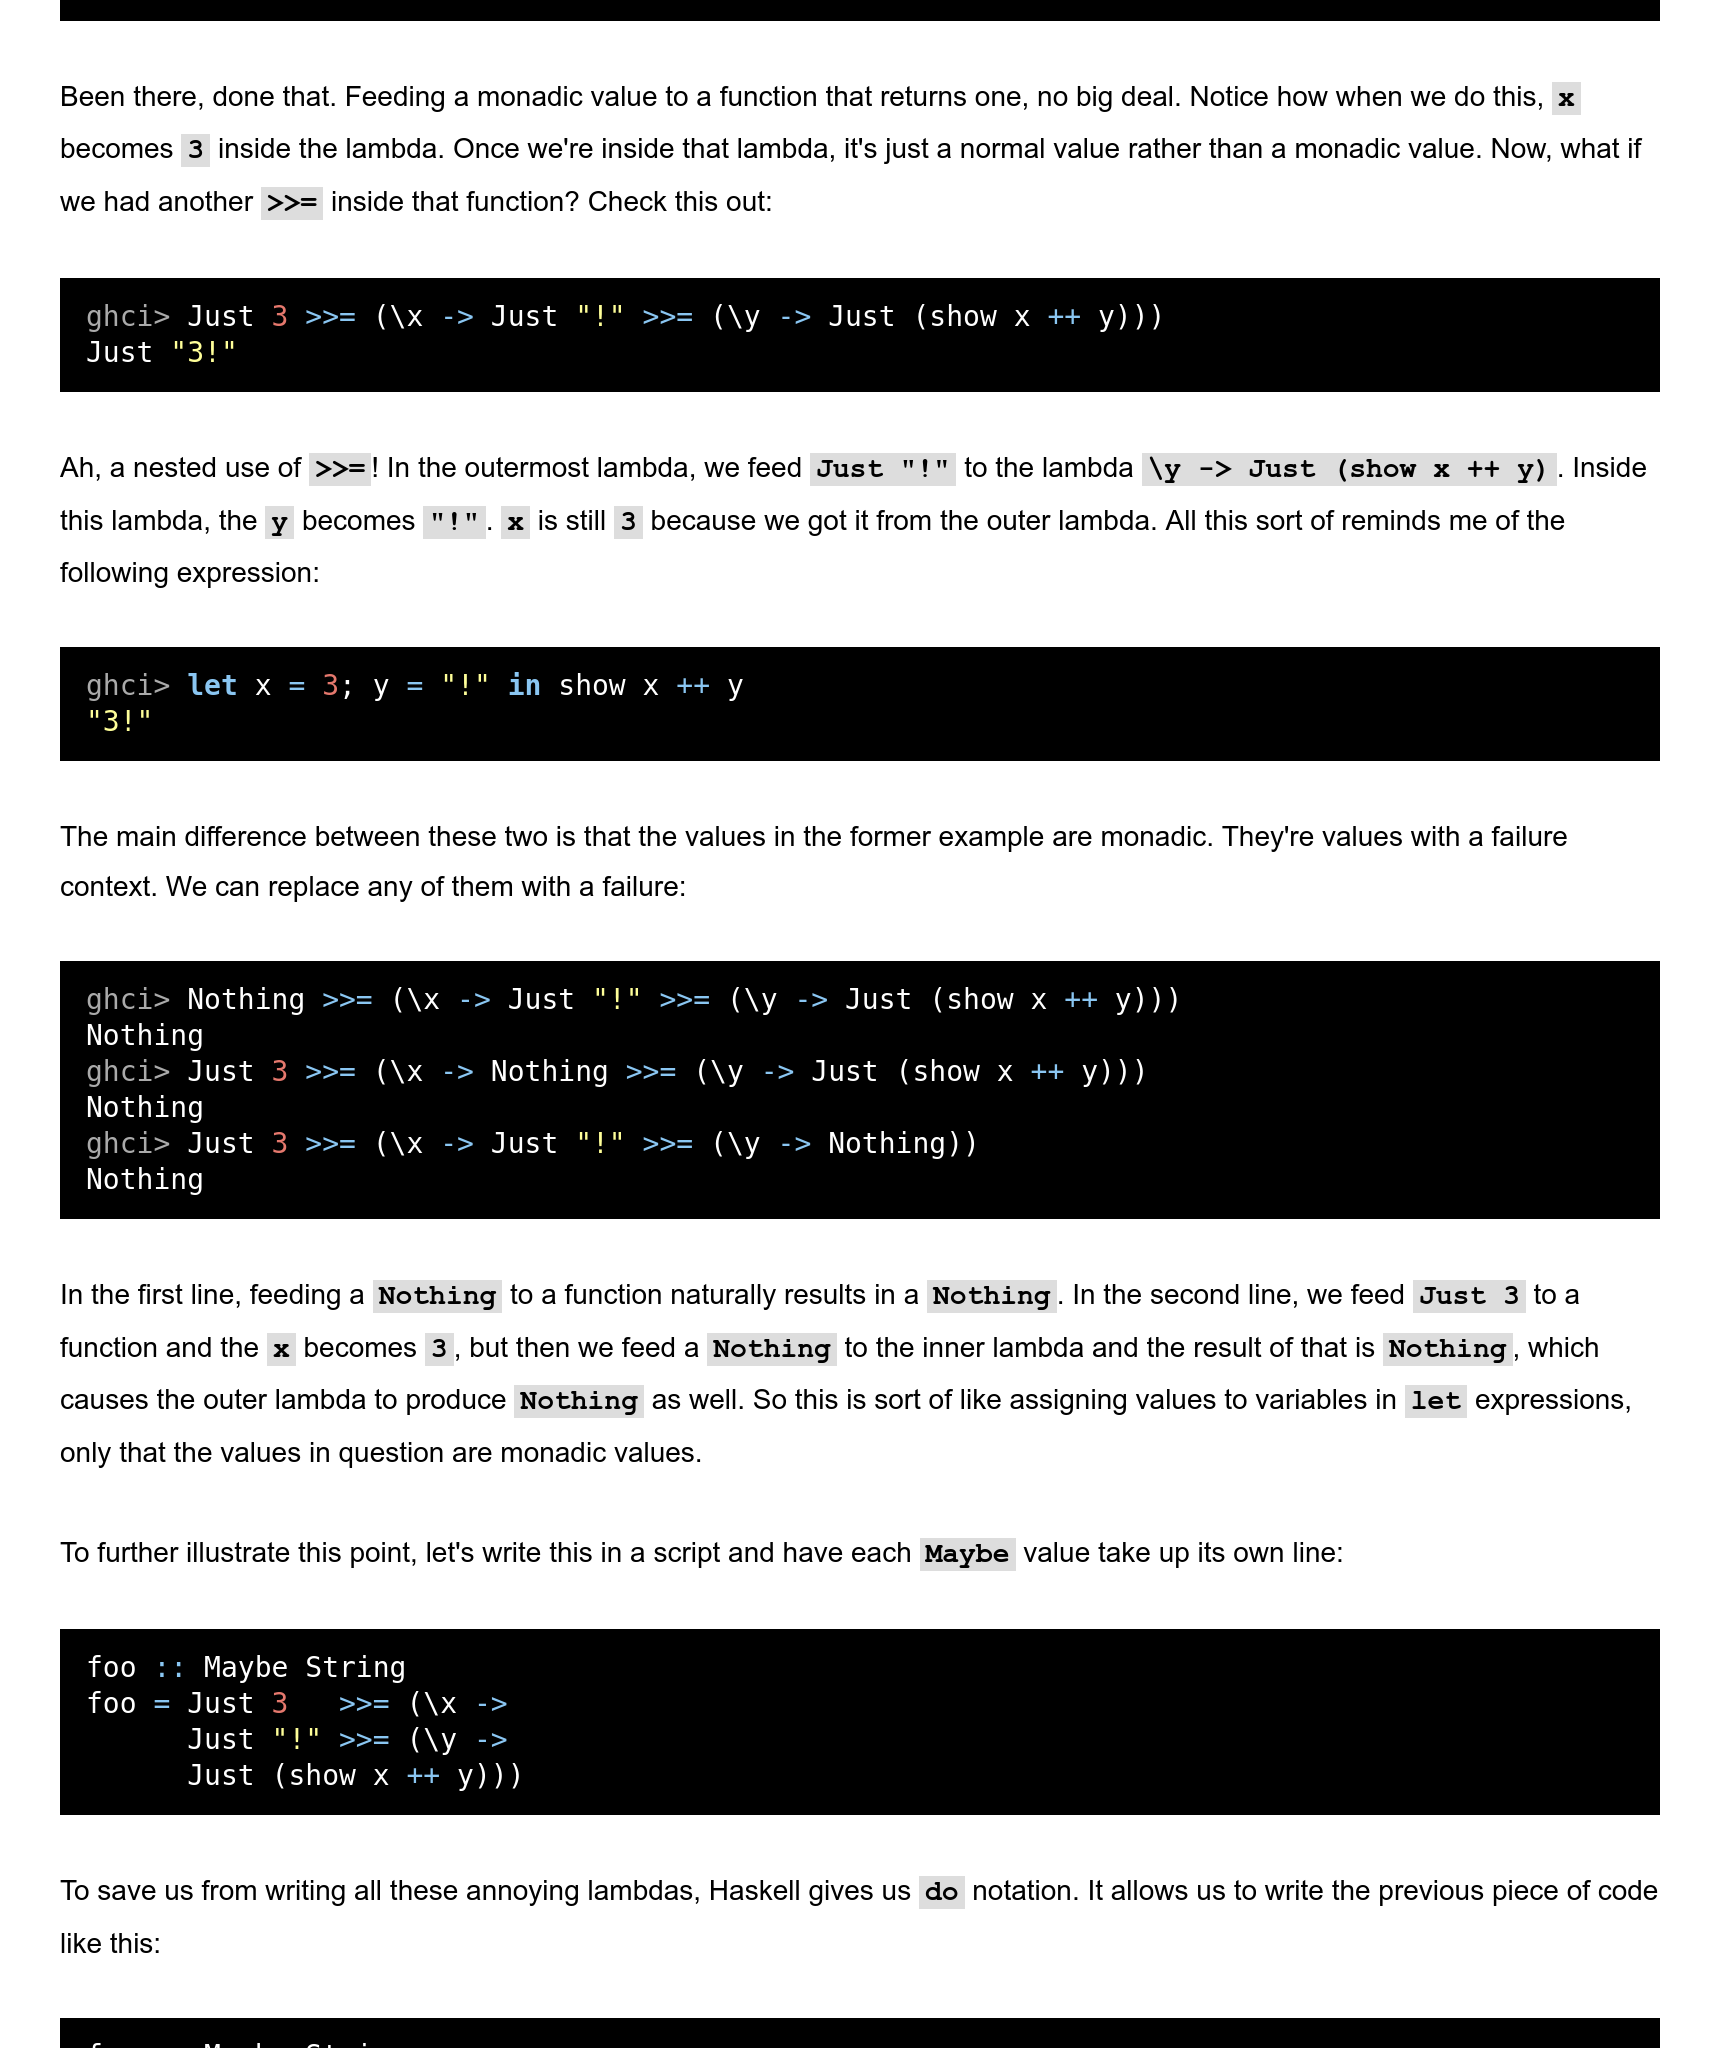 Been there, done that. Feeding a monadic value to a function that returns one, no big deal. Notice how when we do this, x
becomes 3 inside the lambda. Once we're inside that lambda, it's just a normal value rather than a monadic value. Now, what if
we had another >>= inside that function? Check this out:
ghci> Just 3 >>= (\x -> Just "!" >>= (\y -> Just (show x ++ y)))
Just "3!"
Ah, a nested use of >>=! In the outermost lambda, we feed Just "!" to the lambda \y -> Just (show x ++ y). Inside
this lambda, the y becomes "!". x is still 3 because we got it from the outer lambda. All this sort of reminds me of the
following expression:
ghci> let x = 3; y = "!" in show x ++ y
"3!"
The main difference between these two is that the values in the former example are monadic. They're values with a failure
context. We can replace any of them with a failure:
ghci> Nothing >>= (\x -> Just "!" >>= (\y -> Just (show x ++ y)))
Nothing
ghci> Just 3 >>= (\x -> Nothing >>= (\y -> Just (show x ++ y)))
Nothing
ghci> Just 3 >>= (\x -> Just "!" >>= (\y -> Nothing))
Nothing
In the first line, feeding a Nothing to a function naturally results in a Nothing. In the second line, we feed Just 3 to a
function and the x becomes 3, but then we feed a Nothing to the inner lambda and the result of that is Nothing, which
causes the outer lambda to produce Nothing as well. So this is sort of like assigning values to variables in let expressions,
only that the values in question are monadic values.
To further illustrate this point, let's write this in a script and have each Maybe value take up its own line:
foo :: Maybe String
foo = Just 3   >>= (\x ->
      Just "!" >>= (\y ->
      Just (show x ++ y)))
To save us from writing all these annoying lambdas, Haskell gives us do notation. It allows us to write the previous piece of code
like this: